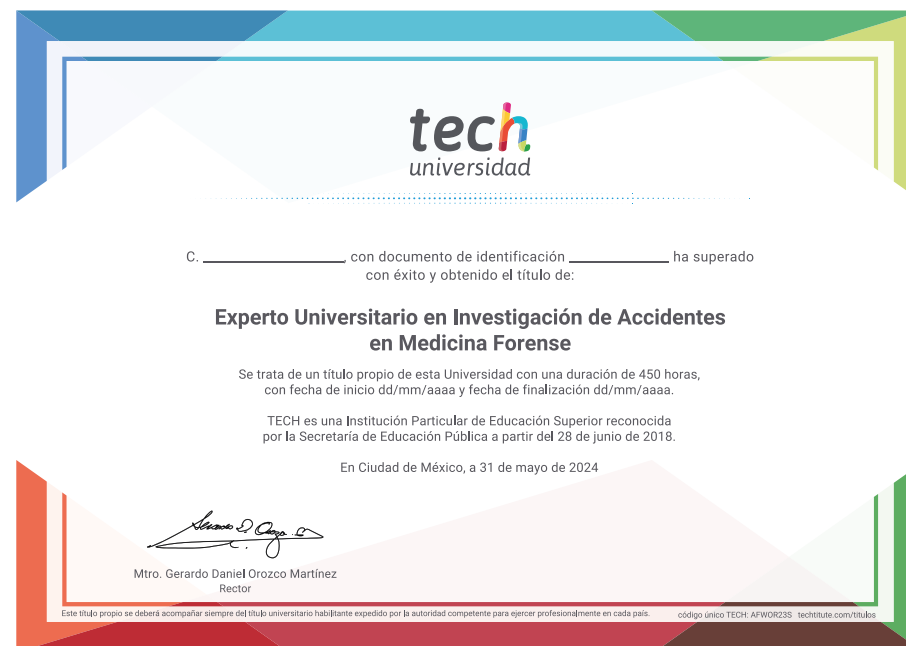 tech
universidad
C. ____________, con documento de identificación ____________ ha superado
con éxito y obtenido el título de:
Experto Universitario en Investigación de Accidentes
en Medicina Forense
Se trata de un título propio de esta Universidad con una duración de 450 horas,
con fecha de inicio dd/mm/aaaa y fecha de finalización dd/mm/aaaa.
TECH es una Institución Particular de Educación Superior reconocida
por la Secretaría de Educación Pública a partir del 28 de junio de 2018.
En Ciudad de México, a 31 de mayo de 2024
Mtro. Gerardo Daniel Orozco Martínez
Rector
Este título propio se deberá acompañar siempre del título universitario habilitante expedido por la autoridad competente para ejercer profesionalmente en cada país.
código único TECH: AFWOR23S techtitute.com/titulos